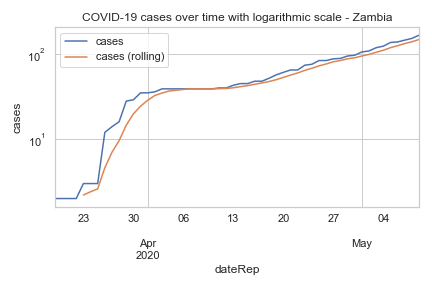 COVID-19 cases over time with logarithmic scale - Zambia
cases
cases (rolling)
10²
10¹
cases
23 30 06 13 20 27 04
Apr May
2020
dateRep